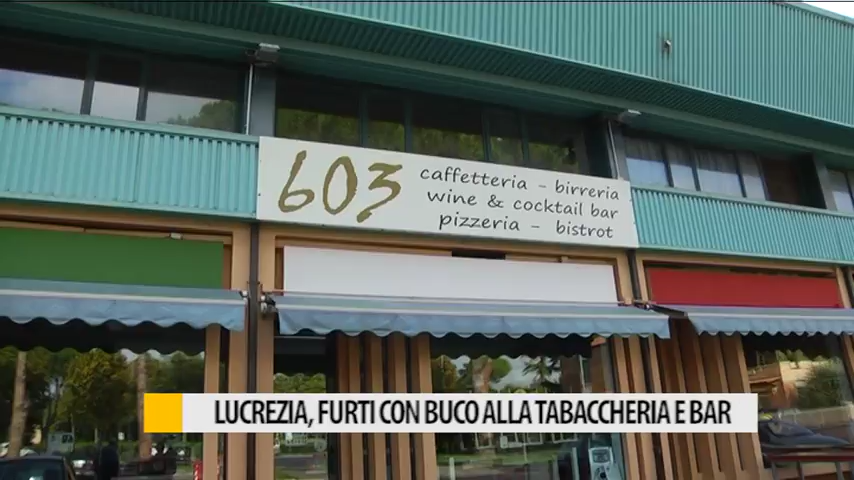 603
caffetteria - birreria
wine & cocktail bar
pizzeria - bistrot
LUCREZIA, FURTI CON BUCO ALLA TABACCHERIA E BAR